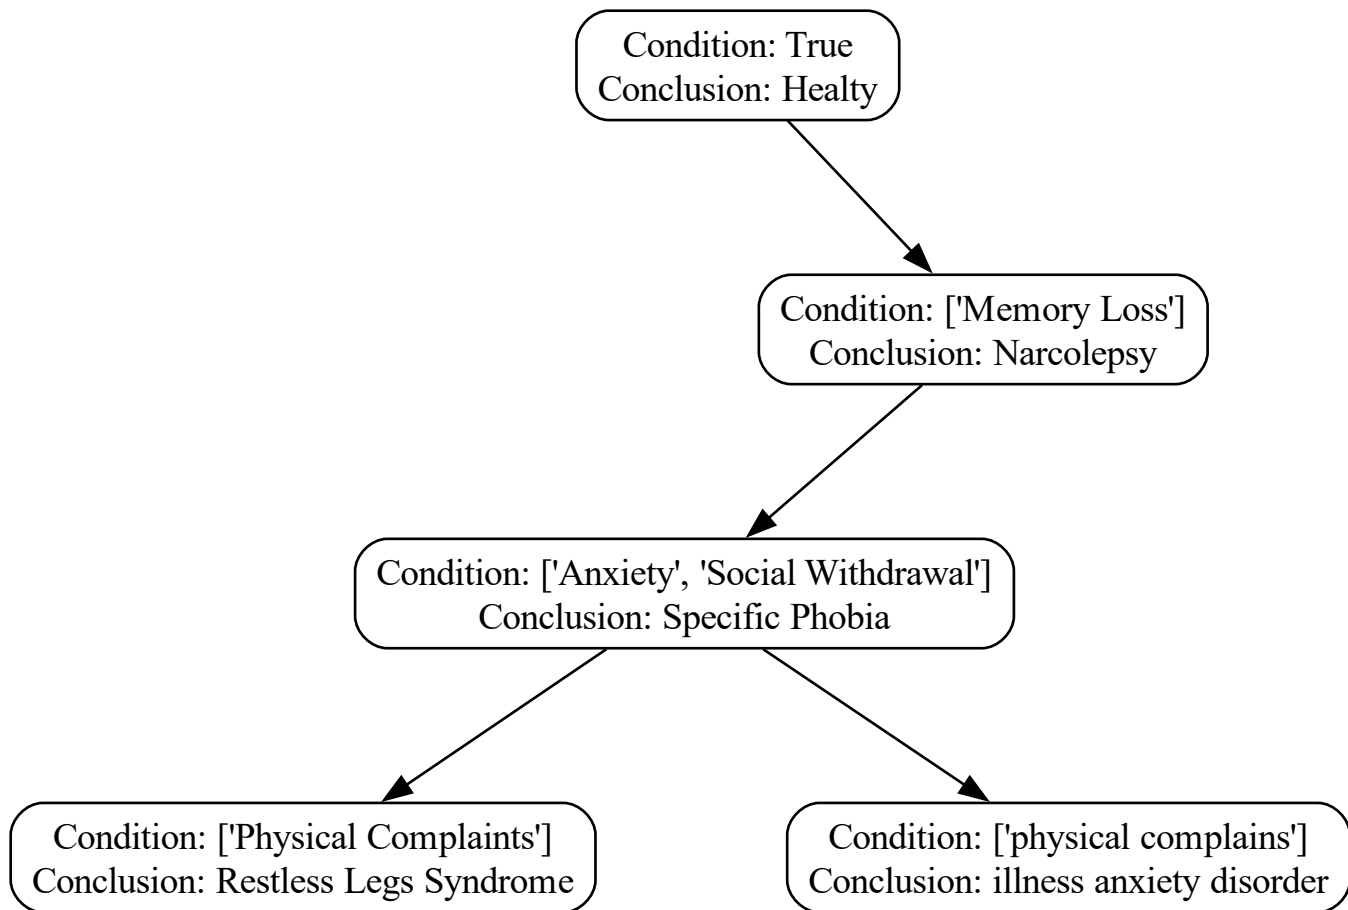 Condition: True
Conclusion: Healty
Condition: ['Memory Loss']
Conclusion: Narcolepsy
Condition: ['Anxiety', 'Social Withdrawal']
Conclusion: Specific Phobia
Condition: ['Physical Complaints']
Conclusion: Restless Legs Syndrome
Condition: ['physical complains']
Conclusion: illness anxiety disorder